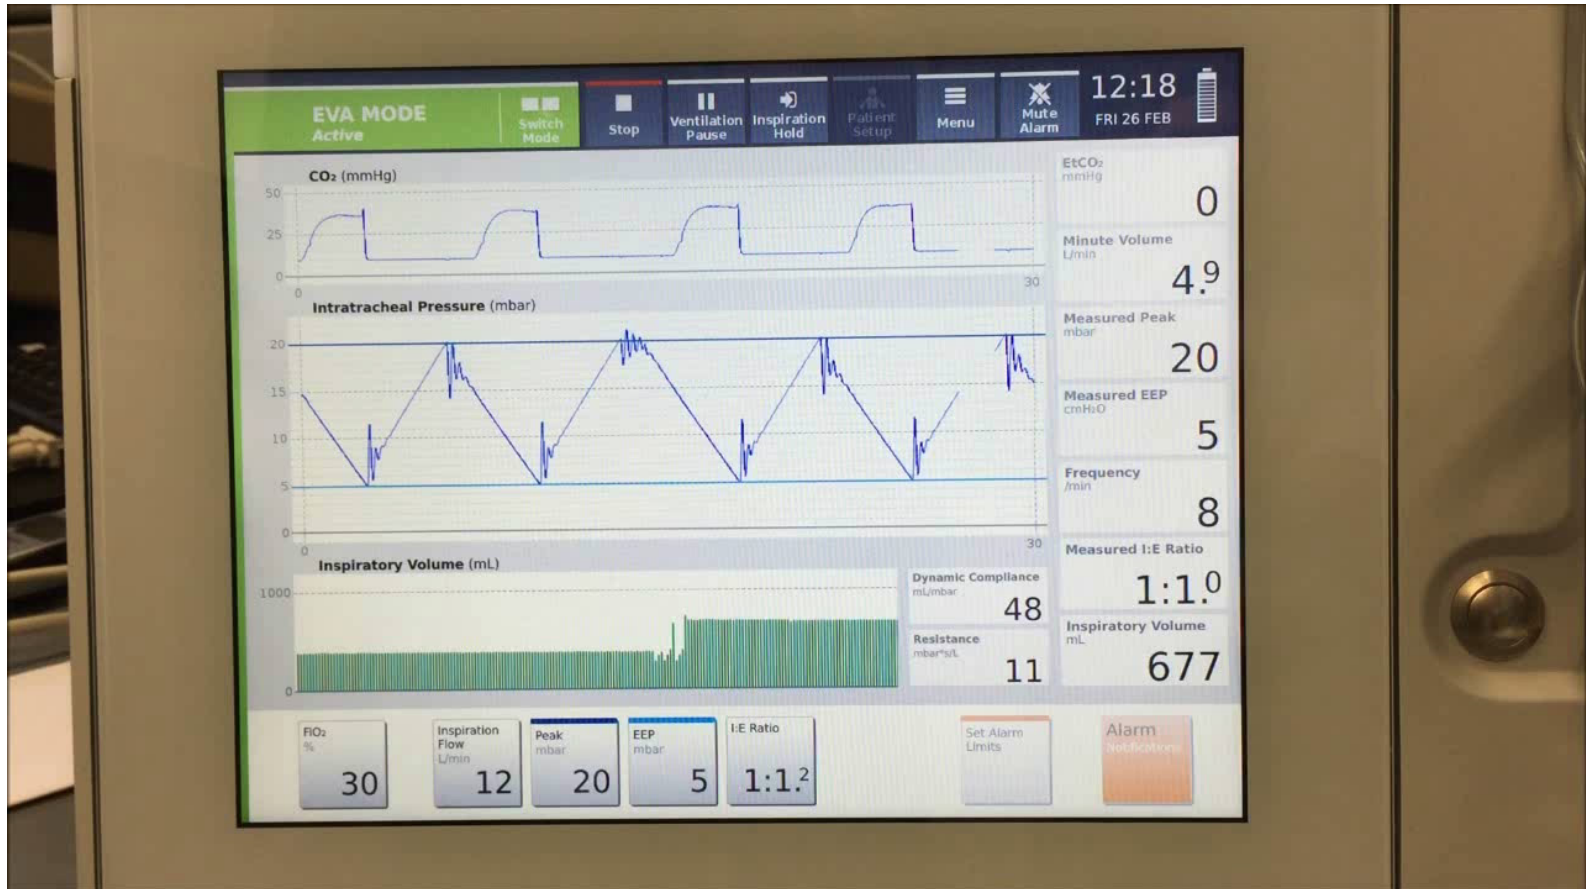 EVA MODE
Active
Switch
Mode
Stop
Ventilation
Pause
Inspiration
Hold
Patient
Setup
Menu
Mute
Alarm
12:18
FRI 26 FEB
CO₂ (mmHg)
50
25
0
0
30
EtCO₂
mmHg
0
Minute Volume
L/min
4.9
Intratracheal Pressure (mbar)
20
15
10
5
0
0
30
Measured Peak
mbar
20
Measured EEP
cmH₂O
5
Frequency
/min
8
Measured I:E Ratio
1:1.0
Inspiratory Volume (mL)
1000
0
Dynamic Compliance
mL/mbar
48
Resistance
mbar*s/L
11
Inspiratory Volume
mL
677
FiO₂
%
30
Inspiration
Flow
L/min
12
Peak
mbar
20
EEP
mbar
5
I:E Ratio
1:1.2
Set Alarm
Limits
Alarm
Notifications